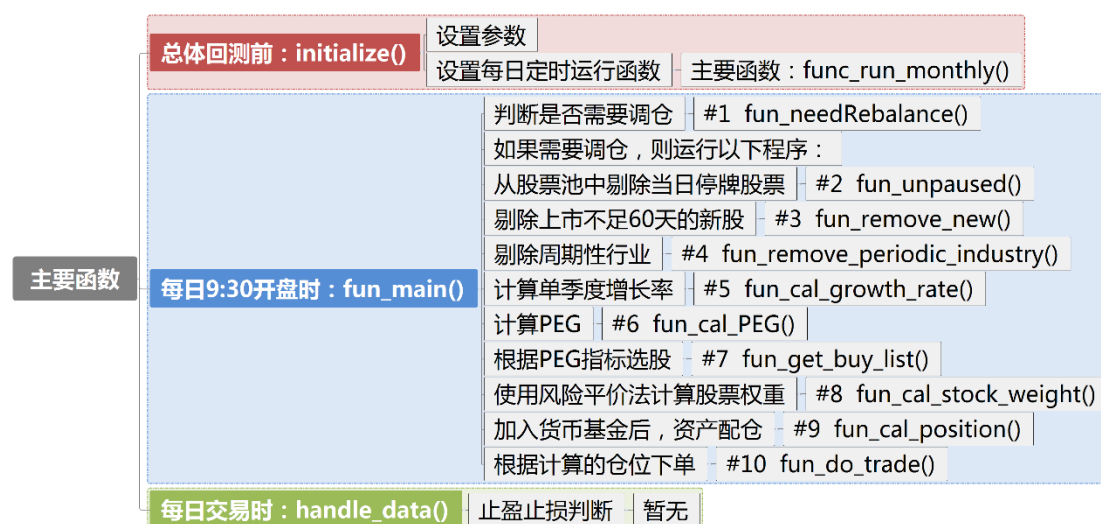 主要函数
总体回测前：initialize()
设置参数
设置每日定时运行函数 主要函数：func_run_monthly()
每日9:30开盘时：fun_main()
判断是否需要调仓 #1 fun_needRebalance()
如果需要调仓，则运行以下程序：
从股票池中剔除当日停牌股票 #2 fun_unpaused()
剔除上市不足60天的新股 #3 fun_remove_new()
剔除周期性行业 #4 fun_remove_periodic_industry()
计算单季度增长率 #5 fun_cal_growth_rate()
计算PEG #6 fun_cal_PEG()
根据PEG指标选股 #7 fun_get_buy_list()
使用风险平价法计算股票权重 #8 fun_cal_stock_weight()
加入货币基金后，资产配仓 #9 fun_cal_position()
根据计算的仓位下单 #10 fun_do_trade()
每日交易时：handle_data() 止盈止损判断 暂无